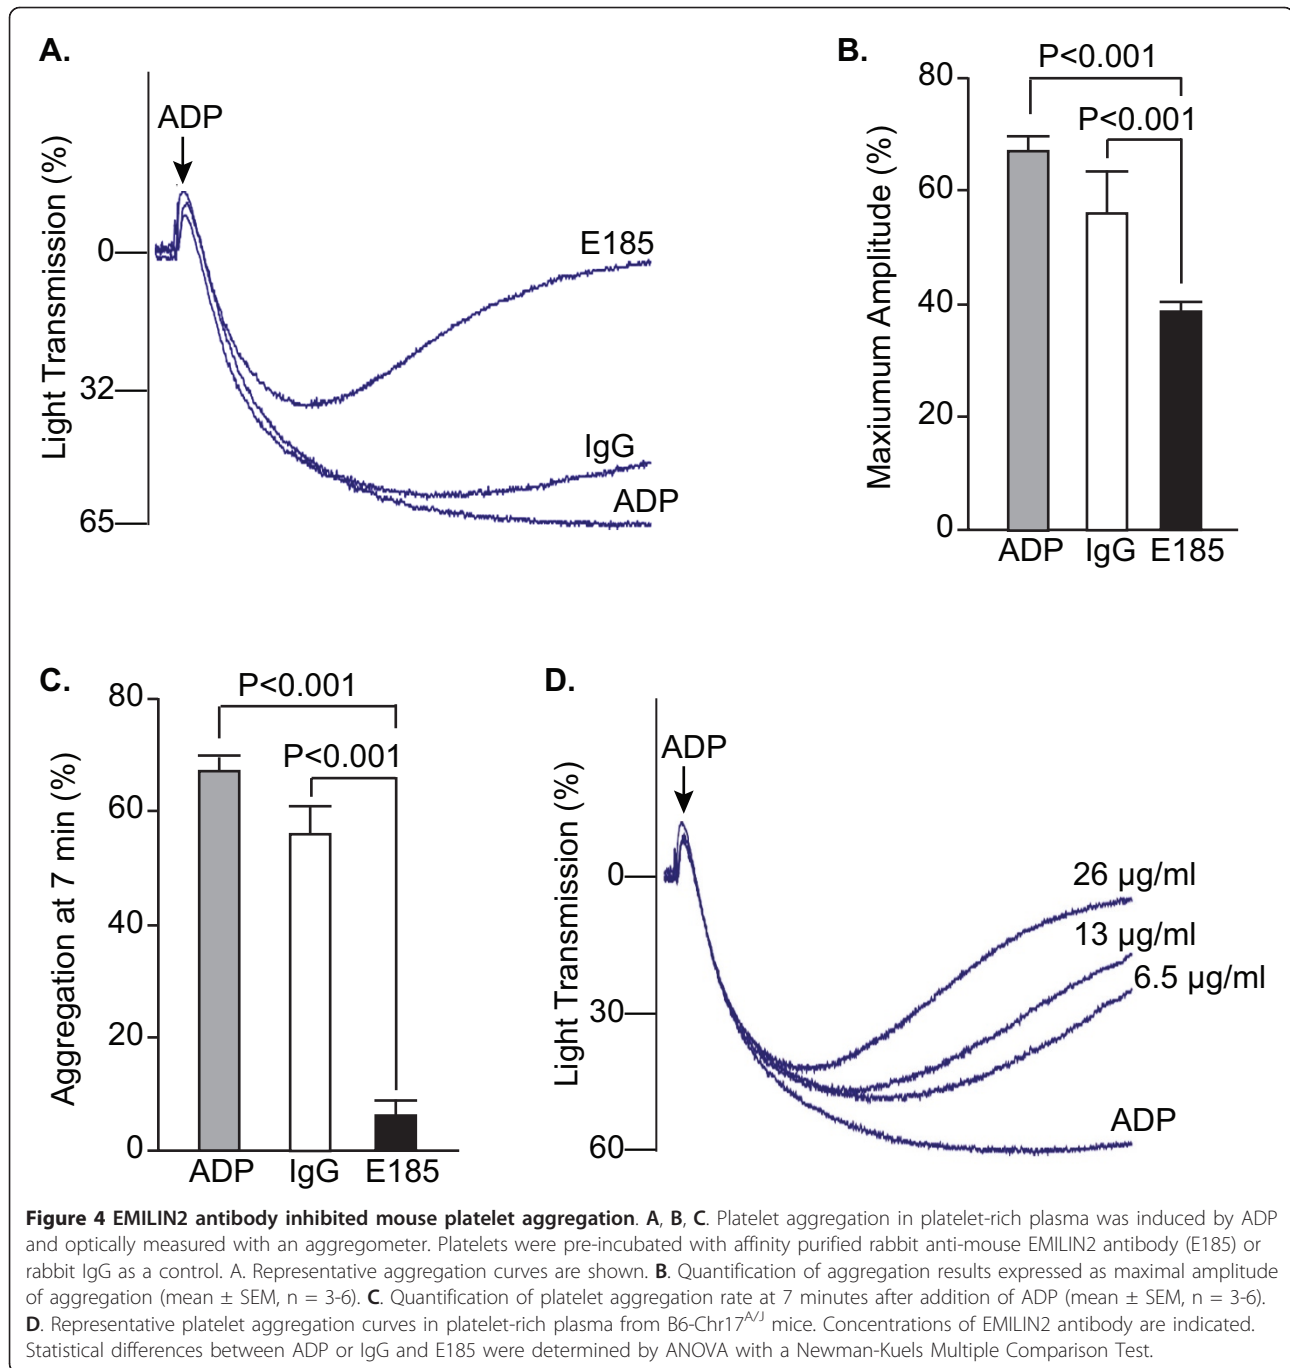 A.
ADP
Light Transmission (%)
0
32
65
E185
IgG
ADP
B.
P<0.001
P<0.001
Maxiumum Amplitude (%)
80
60
40
20
0
ADP IgG E185
C.
P<0.001
P<0.001
Aggregation at 7 min (%)
80
60
40
20
0
ADP IgG E185
D.
ADP
Light Transmission (%)
0
30
60
26 µg/ml
13 µg/ml
6.5 µg/ml
ADP
Figure 4 EMILIN2 antibody inhibited mouse platelet aggregation. A, B, C. Platelet aggregation in platelet-rich plasma was induced by ADP
and optically measured with an aggregometer. Platelets were pre-incubated with affinity purified rabbit anti-mouse EMILIN2 antibody (E185) or
rabbit IgG as a control. A. Representative aggregation curves are shown. B. Quantification of aggregation results expressed as maximal amplitude
of aggregation (mean ± SEM, n = 3-6). C. Quantification of platelet aggregation rate at 7 minutes after addition of ADP (mean ± SEM, n = 3-6).
D. Representative platelet aggregation curves in platelet-rich plasma from B6-Chr17A/J mice. Concentrations of EMILIN2 antibody are indicated.
Statistical differences between ADP or IgG and E185 were determined by ANOVA with a Newman-Kuels Multiple Comparison Test.